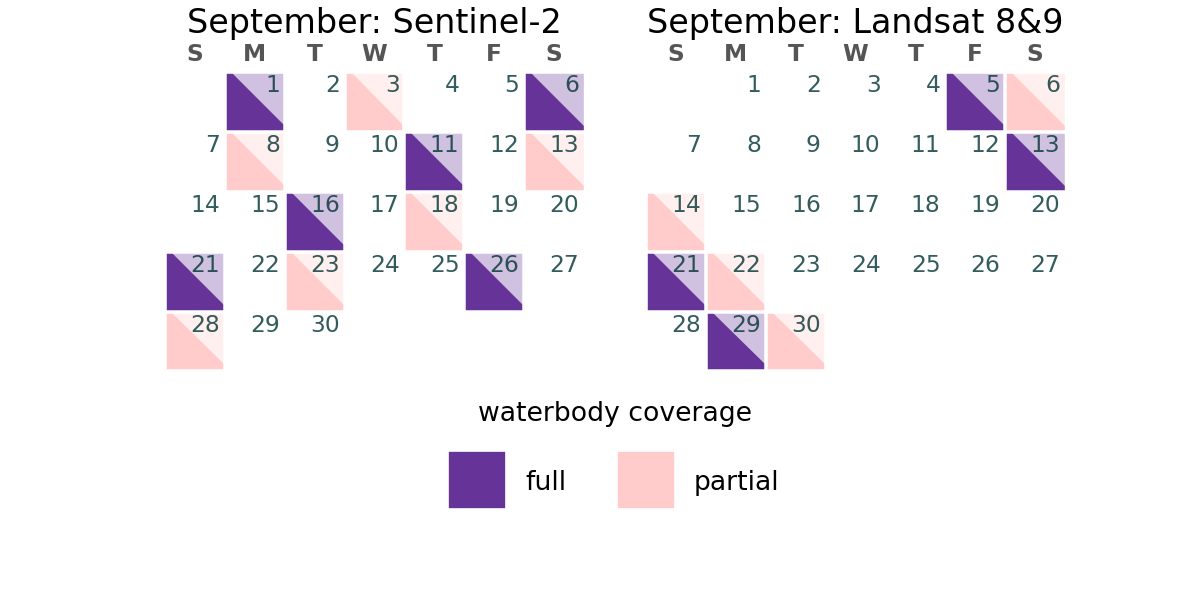 September: Sentinel-2
S M T W T F S
1 2 3 4 5 6
7 8 9 10 11 12 13
14 15 16 17 18 19 20
21 22 23 24 25 26 27
28 29 30
September: Landsat 8&9
S M T W T F S
1 2 3 4 5 6
7 8 9 10 11 12 13
14 15 16 17 18 19 20
21 22 23 24 25 26 27
28 29 30
waterbody coverage
full partial